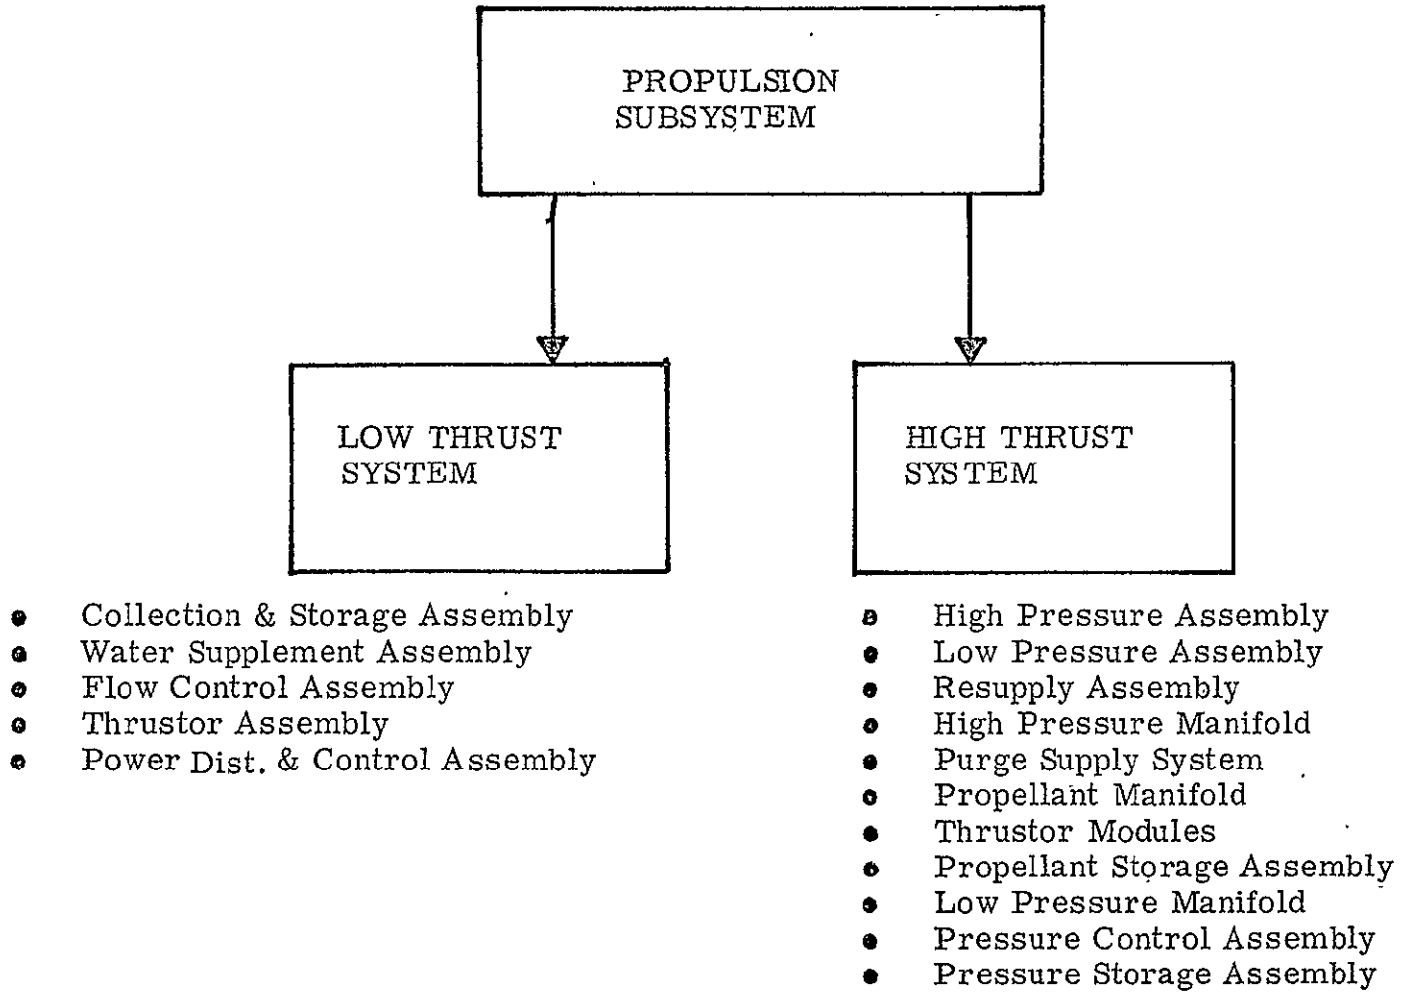 PROPULSION
SUBSYSTEM
LOW THRUST
SYSTEM
HIGH THRUST
SYSTEM
• Collection & Storage Assembly
• Water Supplement Assembly
• Flow Control Assembly
• Thrustor Assembly
• Power Dist. & Control Assembly
• High Pressure Assembly
• Low Pressure Assembly
• Resupply Assembly
• High Pressure Manifold
• Purge Supply System
• Propellant Manifold
• Thrustor Modules
• Propellant Storage Assembly
• Low Pressure Manifold
• Pressure Control Assembly
• Pressure Storage Assembly